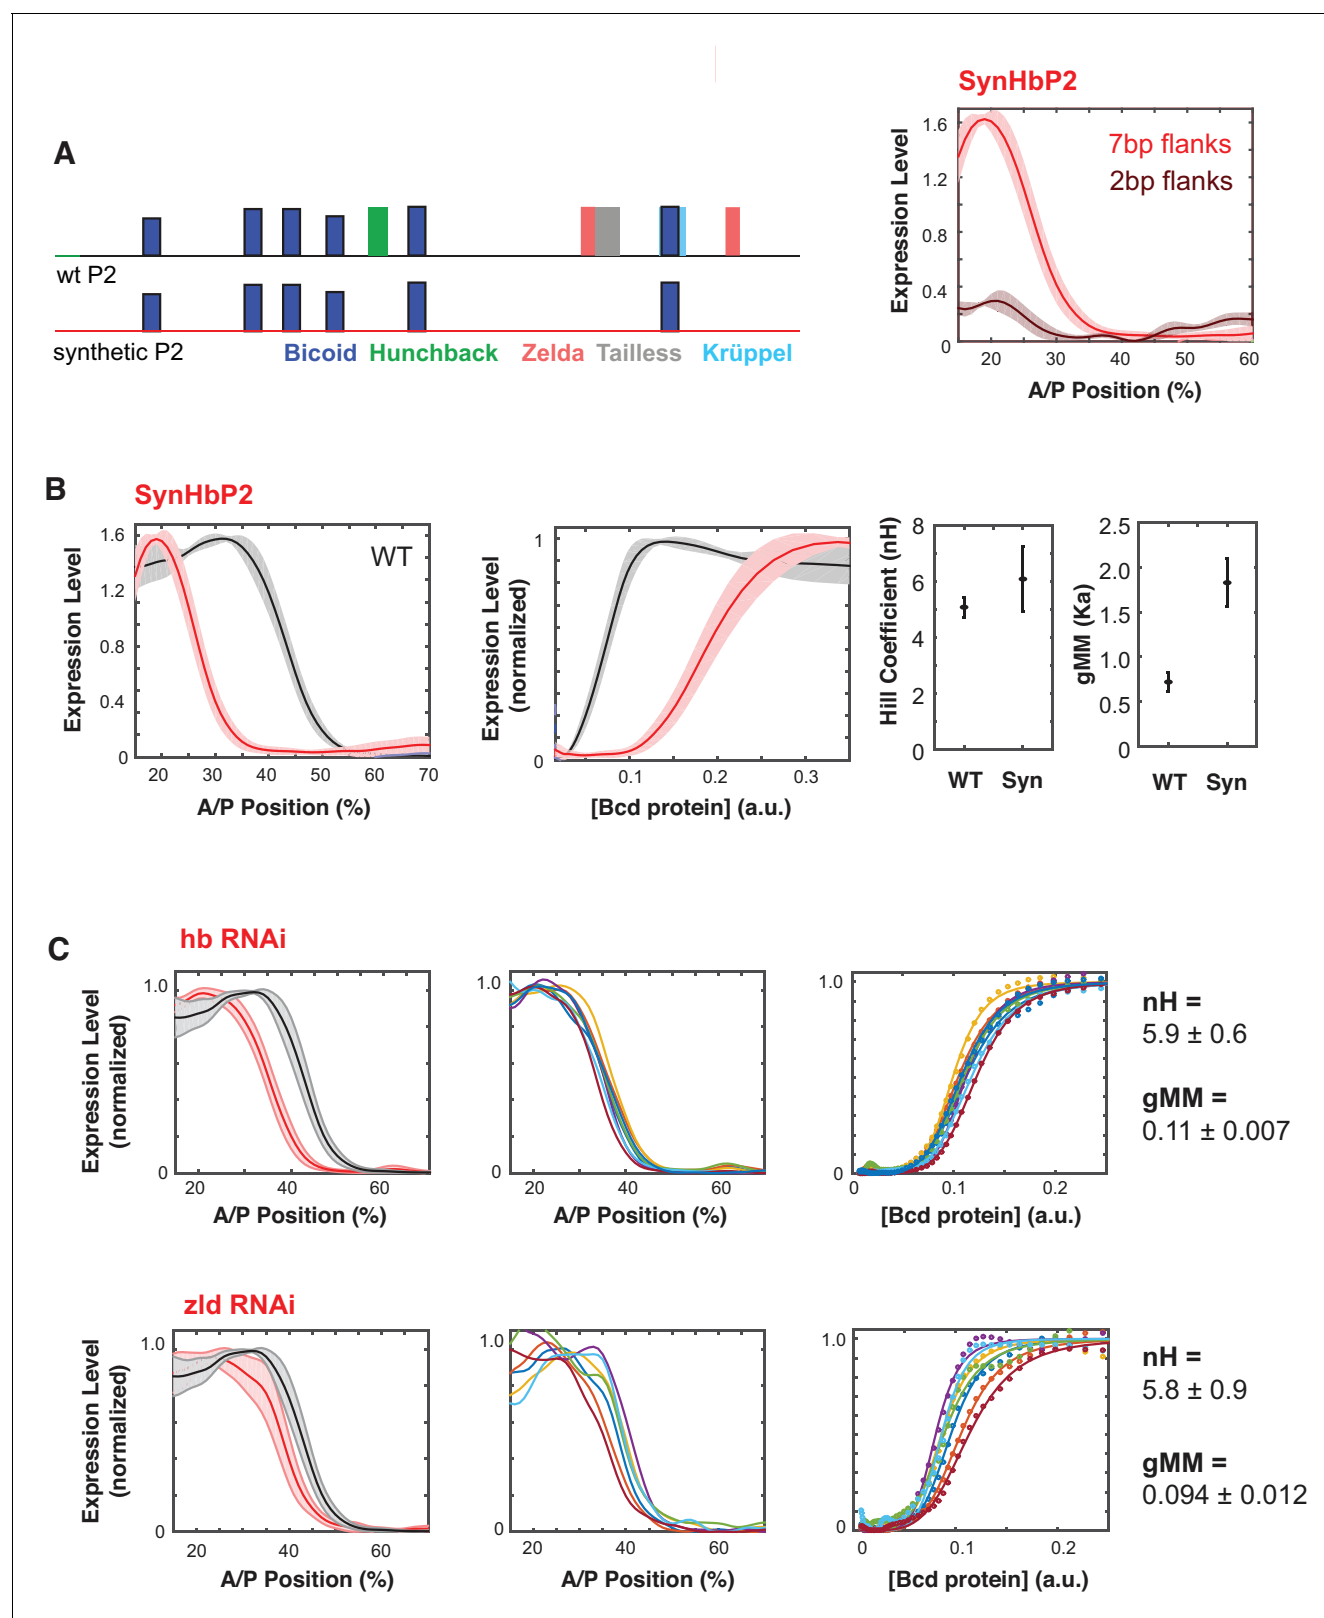 A
wt P2
synthetic P2
Bicoid Hunchback Zelda Tailless Krüppel
SynHbP2
Expression Level
1.6
1.2
0.8
0.4
0
7bp flanks
2bp flanks
20 30 40 50 60
A/P Position (%)
B
SynHbP2
Expression Level
1.6
1.2
0.8
0.4
0
WT
20 30 40 50 60 70
A/P Position (%)
Expression Level
(normalized)
1
0
0.1 0.2 0.3
[Bcd protein] (a.u.)
Hill Coefficient (nH)
8
6
4
2
0
WT Syn
gMM (Ka)
2.5
2.0
1.5
1.0
0.5
0
WT Syn
C
hb RNAi
Expression Level
(normalized)
1.0
0
20 40 60
A/P Position (%)
1.0
0
20 40 60
A/P Position (%)
1.0
0
0 0.1 0.2
[Bcd protein] (a.u.)
nH =
5.9 ± 0.6
gMM =
0.11 ± 0.007
zld RNAi
Expression Level
(normalized)
1.0
0
20 40 60
A/P Position (%)
1.0
0
20 40 60
A/P Position (%)
1.0
0
0 0.1 0.2
[Bcd protein] (a.u.)
nH =
5.8 ± 0.9
gMM =
0.094 ± 0.012